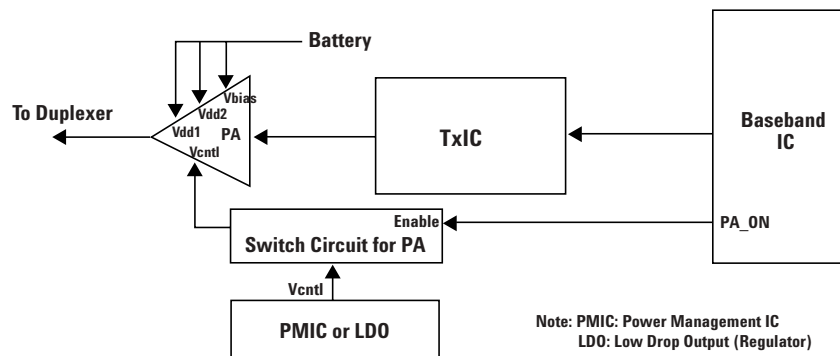 Battery
To Duplexer
Vbias
Vdd2
Vdd1
PA
Vcntl
TxIC
Baseband
IC
Enable
PA_ON
Switch Circuit for PA
Vcntl
PMIC or LDO
Note: PMIC: Power Management IC
LDO: Low Drop Output (Regulator)